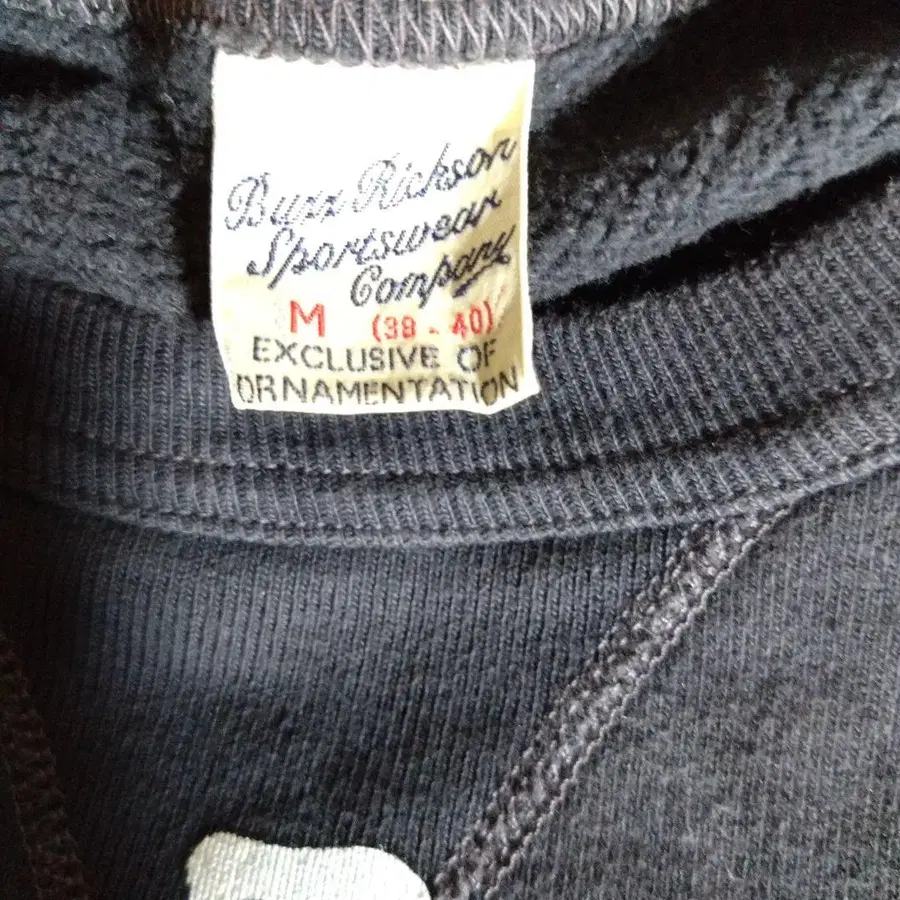 Buzz Rickson
Sportswear
Company
M (38 - 40)
EXCLUSIVE OF
ORNAMENTATION